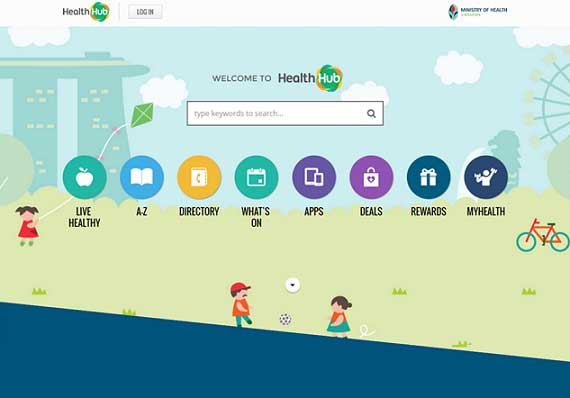 HealthHub
LOG IN
MINISTRY OF HEALTH
SINGAPORE
WELCOME TO HealthHub
type keywords to search...
LIVE
HEALTHY
A-Z
DIRECTORY
WHAT'S
ON
APPS
DEALS
REWARDS
MYHEALTH